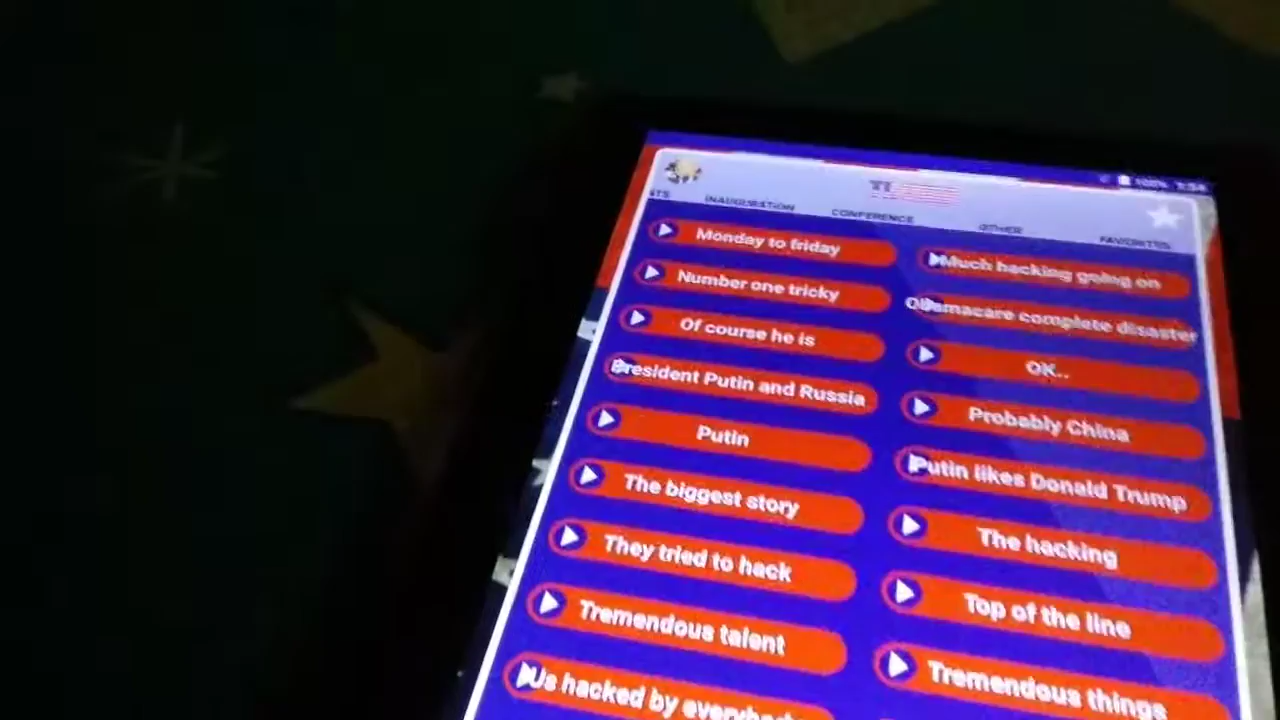 100%
INAUGURATION
CONFERENCE
OTHER
FAVORITES
Monday to friday
Much hacking going on
Number one tricky
Obamacare complete disaster
Of course he is
OK..
President Putin and Russia
Probably China
Putin
Putin likes Donald Trump
The biggest story
The hacking
They tried to hack
Top of the line
Tremendous talent
Tremendous things
Us hacked by everybody